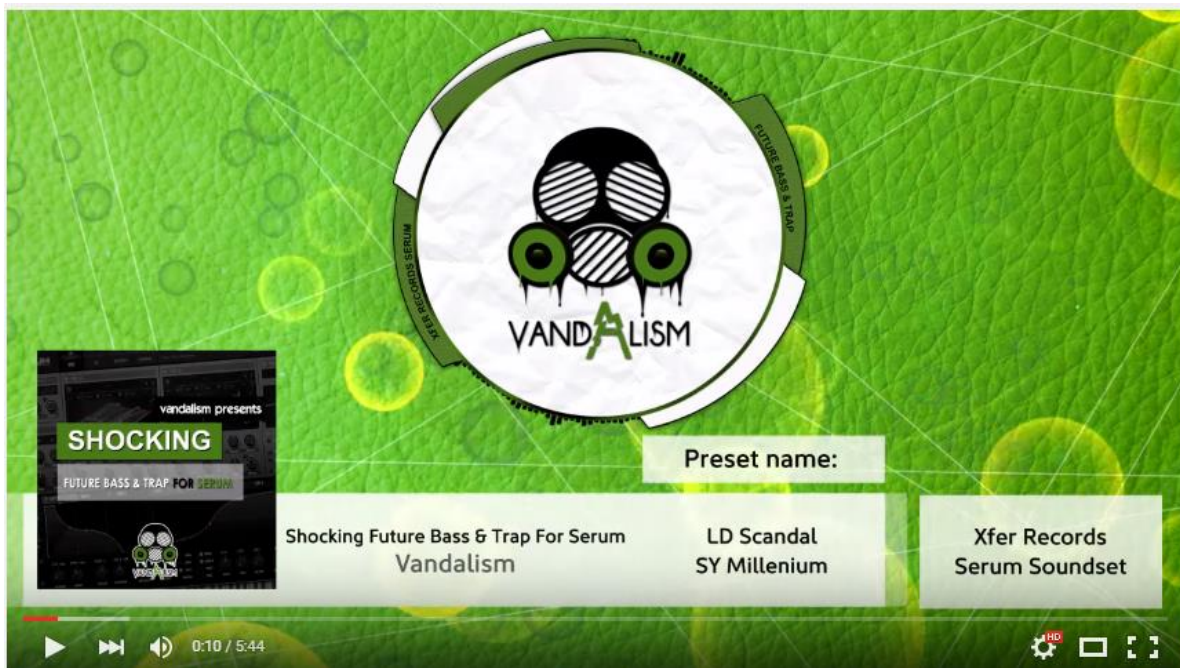 FUTURE BASS & TRAP
XFER RECORDS SERUM
VANDALISM
vandalism presents
SHOCKING
FUTURE BASS & TRAP FOR SERUM
VANDALISM
Preset name:
Shocking Future Bass & Trap For Serum
Vandalism
LD Scandal
SY Millenium
Xfer Records
Serum Soundset
0:10 / 5:44
HD